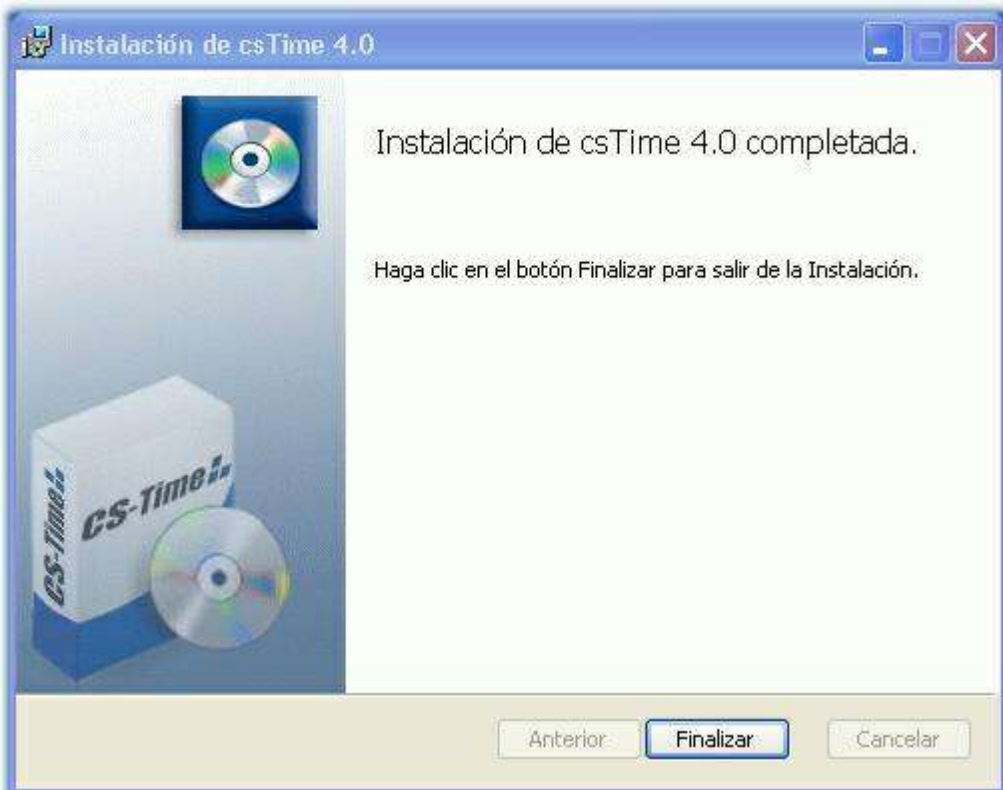 Instalación de csTime 4.0
Instalación de csTime 4.0 completada.
Haga clic en el botón Finalizar para salir de la Instalación.
CS-Time
CS-Time
Anterior
Finalizar
Cancelar